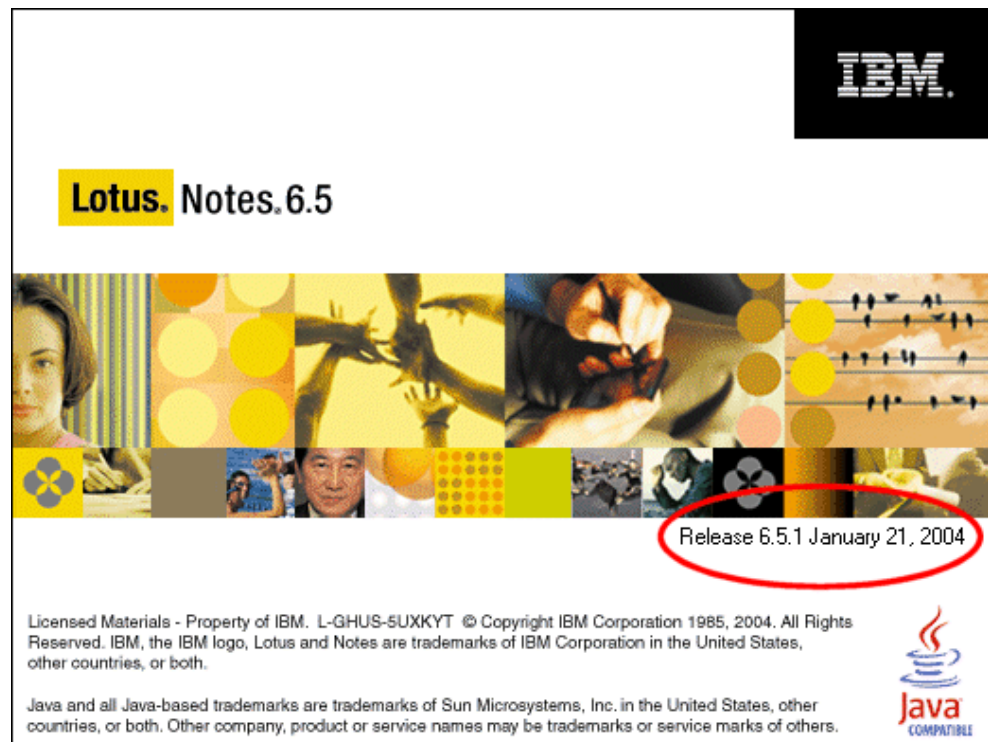 IBM®
Lotus® Notes® 6.5
Release 6.5.1 January 21, 2004
Licensed Materials - Property of IBM. L-GHUS-5UXKYT © Copyright IBM Corporation 1985, 2004. All Rights
Reserved. IBM, the IBM logo, Lotus and Notes are trademarks of IBM Corporation in the United States,
other countries, or both.
Java and all Java-based trademarks are trademarks of Sun Microsystems, Inc. in the United States, other
countries, or both. Other company, product or service names may be trademarks or service marks of others.
Java
COMPATIBLE